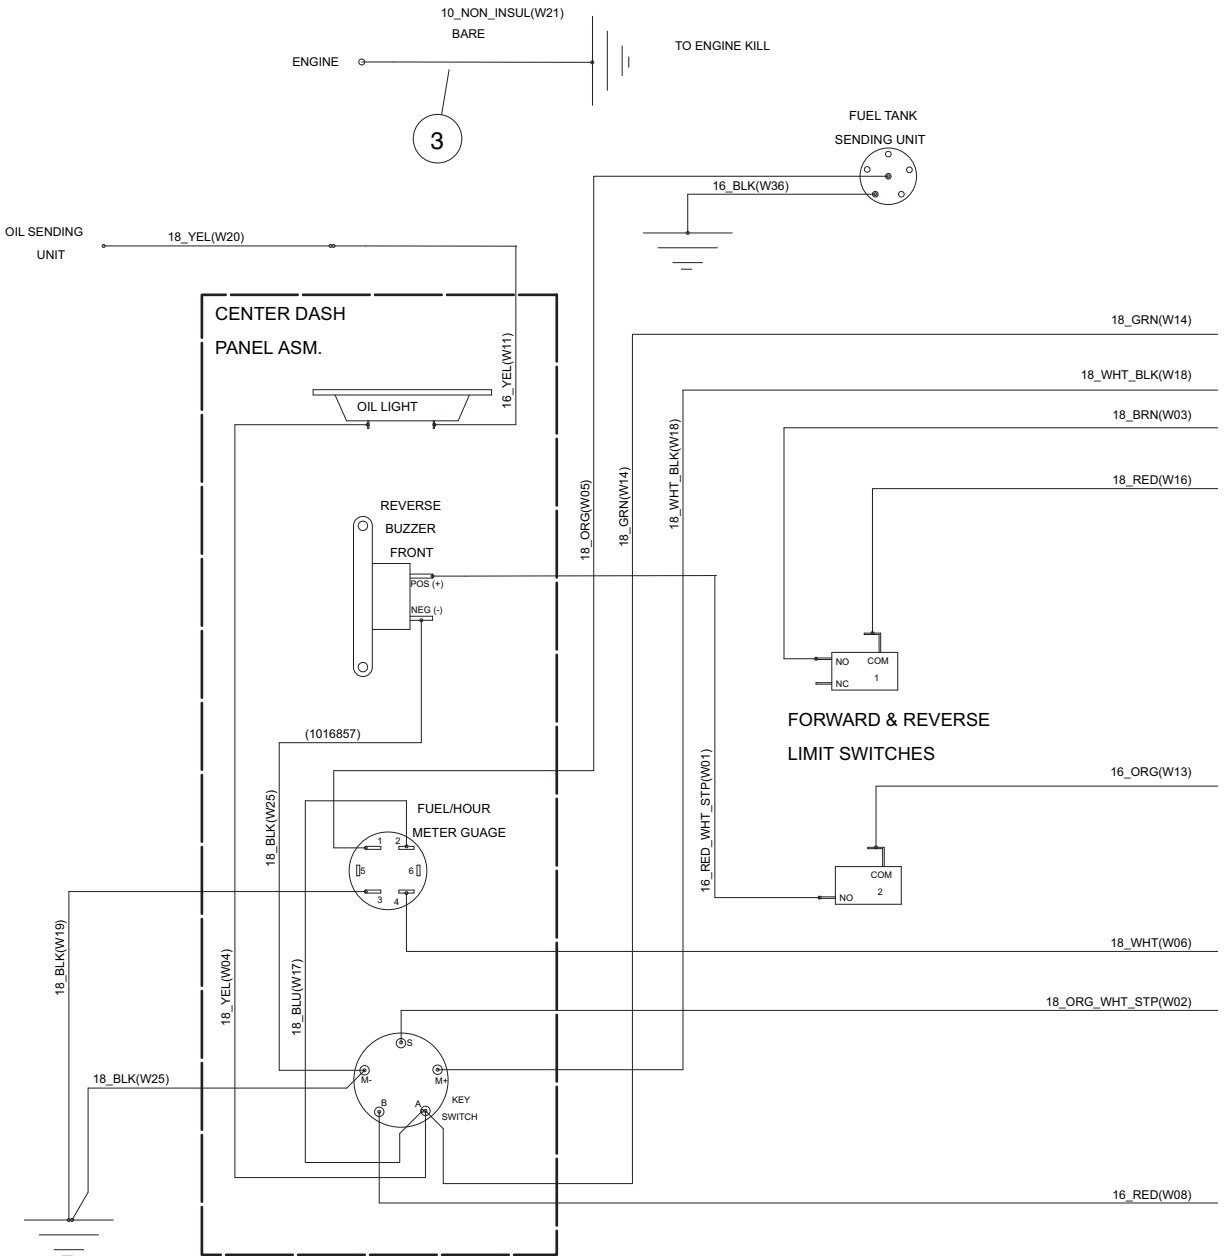 10_NON_INSUL(W21)
BARE
ENGINE
TO ENGINE KILL
3
FUEL TANK
SENDING UNIT
16_BLK(W36)
OIL SENDING
UNIT
18_YEL(W20)
CENTER DASH
PANEL ASM.
16_YEL(W11)
OIL LIGHT
18_GRN(W14)
18_WHT_BLK(W18)
18_BRN(W03)
18_RED(W16)
18_ORG(W05)
18_GRN(W14)
18_WHT_BLK(W18)
REVERSE
BUZZER
FRONT
POS (+)
NEG (-)
NO
COM
1
NC
FORWARD & REVERSE
LIMIT SWITCHES
(1016857)
18_BLK(W25)
16_RED_WHT_STP(W01)
16_ORG(W13)
FUEL/HOUR
METER GUAGE
1
2
5
6
3
4
COM
2
NO
18_BLK(W19)
18_YEL(W04)
18_BLU(W17)
18_WHT(W06)
18_ORG_WHT_STP(W02)
S
M-
M+
B
A
KEY
SWITCH
18_BLK(W25)
16_RED(W08)